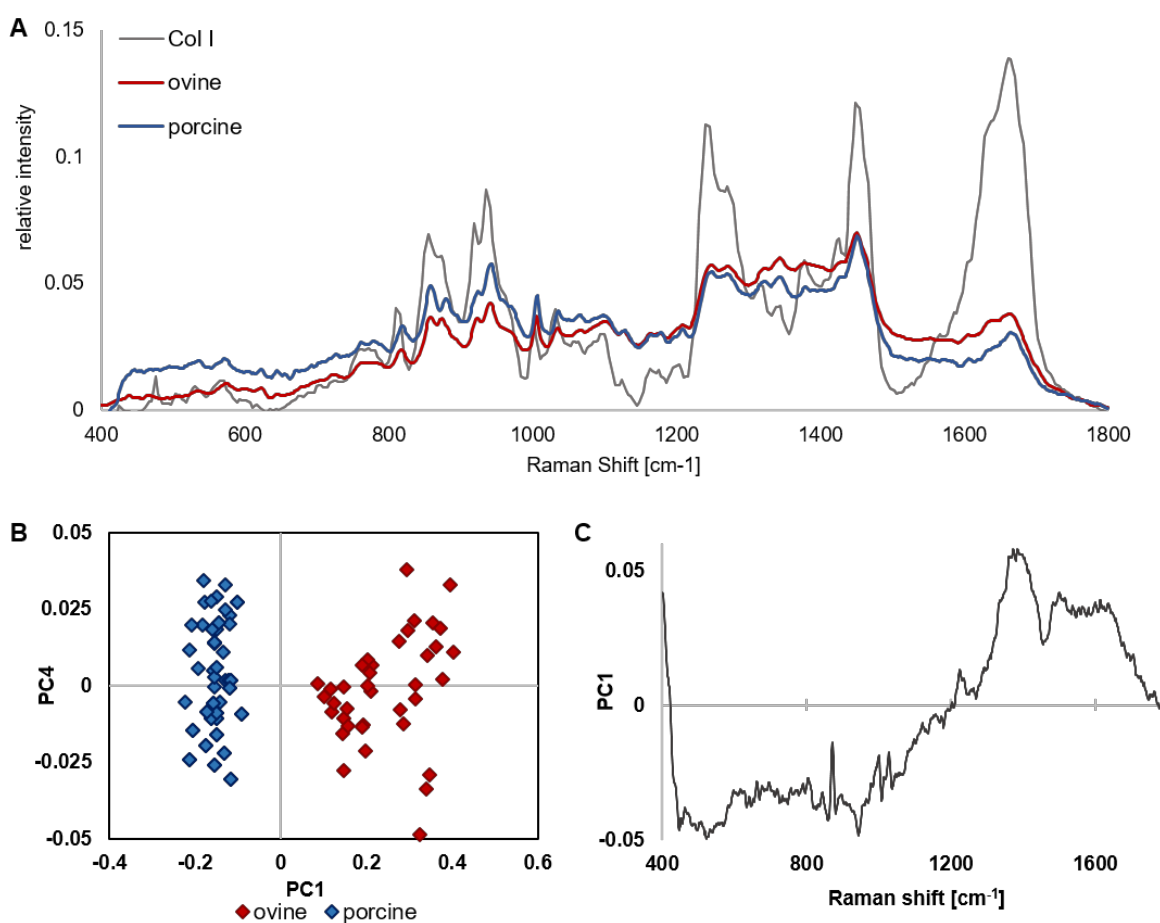 A
0.15
Col I
ovine
porcine
0.1
0.05
0
relative intensity
400 600 800 1000 1200 1400 1600 1800
Raman Shift [cm-1]
B
0.05
0.025
0
-0.025
-0.05
PC4
-0.4 -0.2 0 0.2 0.4 0.6
PC1
ovine porcine
C
0.05
0
-0.05
PC1
400 800 1200 1600
Raman shift [cm⁻¹]